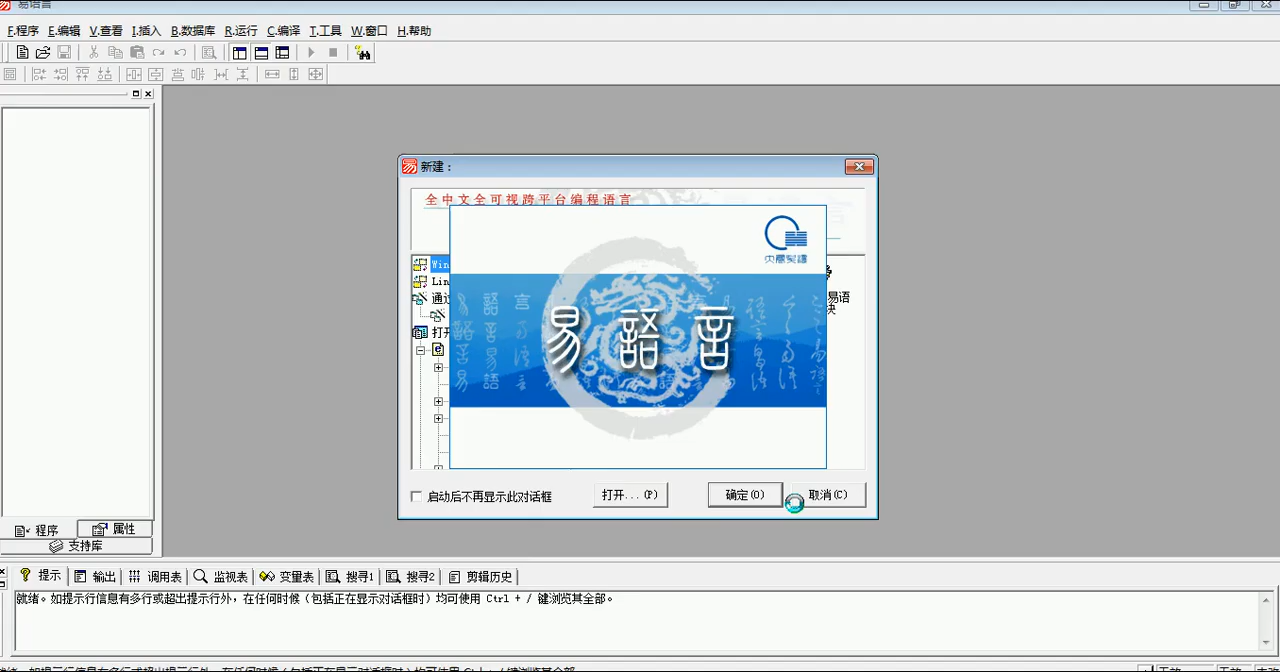 易语言
F.程序 E.编辑 V.查看 I.插入 B.数据库 R.运行 C.编译 T.工具 W.窗口 H.帮助
新建：
全中文全可视跨平台编程语言
易語言
Win
Lin
通过
打开
易语
块
启动后不再显示此对话框 打开...(P) 确定(O) 取消(C)
程序 属性
支持库
提示 输出 调用表 监视表 变量表 搜寻1 搜寻2 剪辑历史
就绪。如提示行信息有多行或超出提示行外，在任何时候（包括正在显示对话框时）均可使用 Ctrl + / 键浏览其全部。